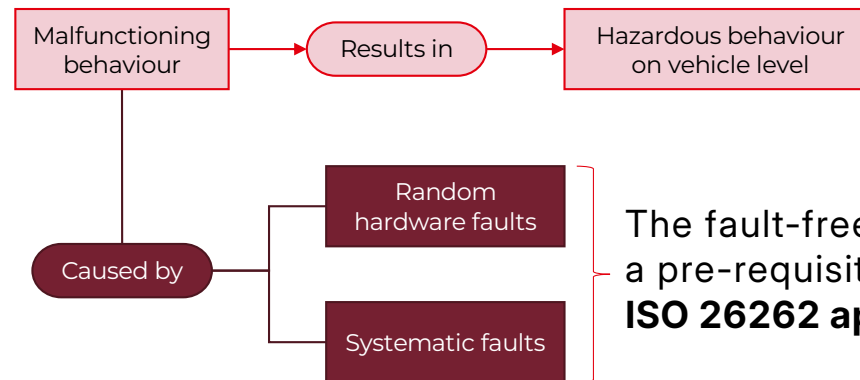 Malfunctioning
behaviour
Results in
Hazardous behaviour
on vehicle level
Random
hardware faults
Caused by
Systematic faults
The fault-free
a pre-requisit
ISO 26262 ap